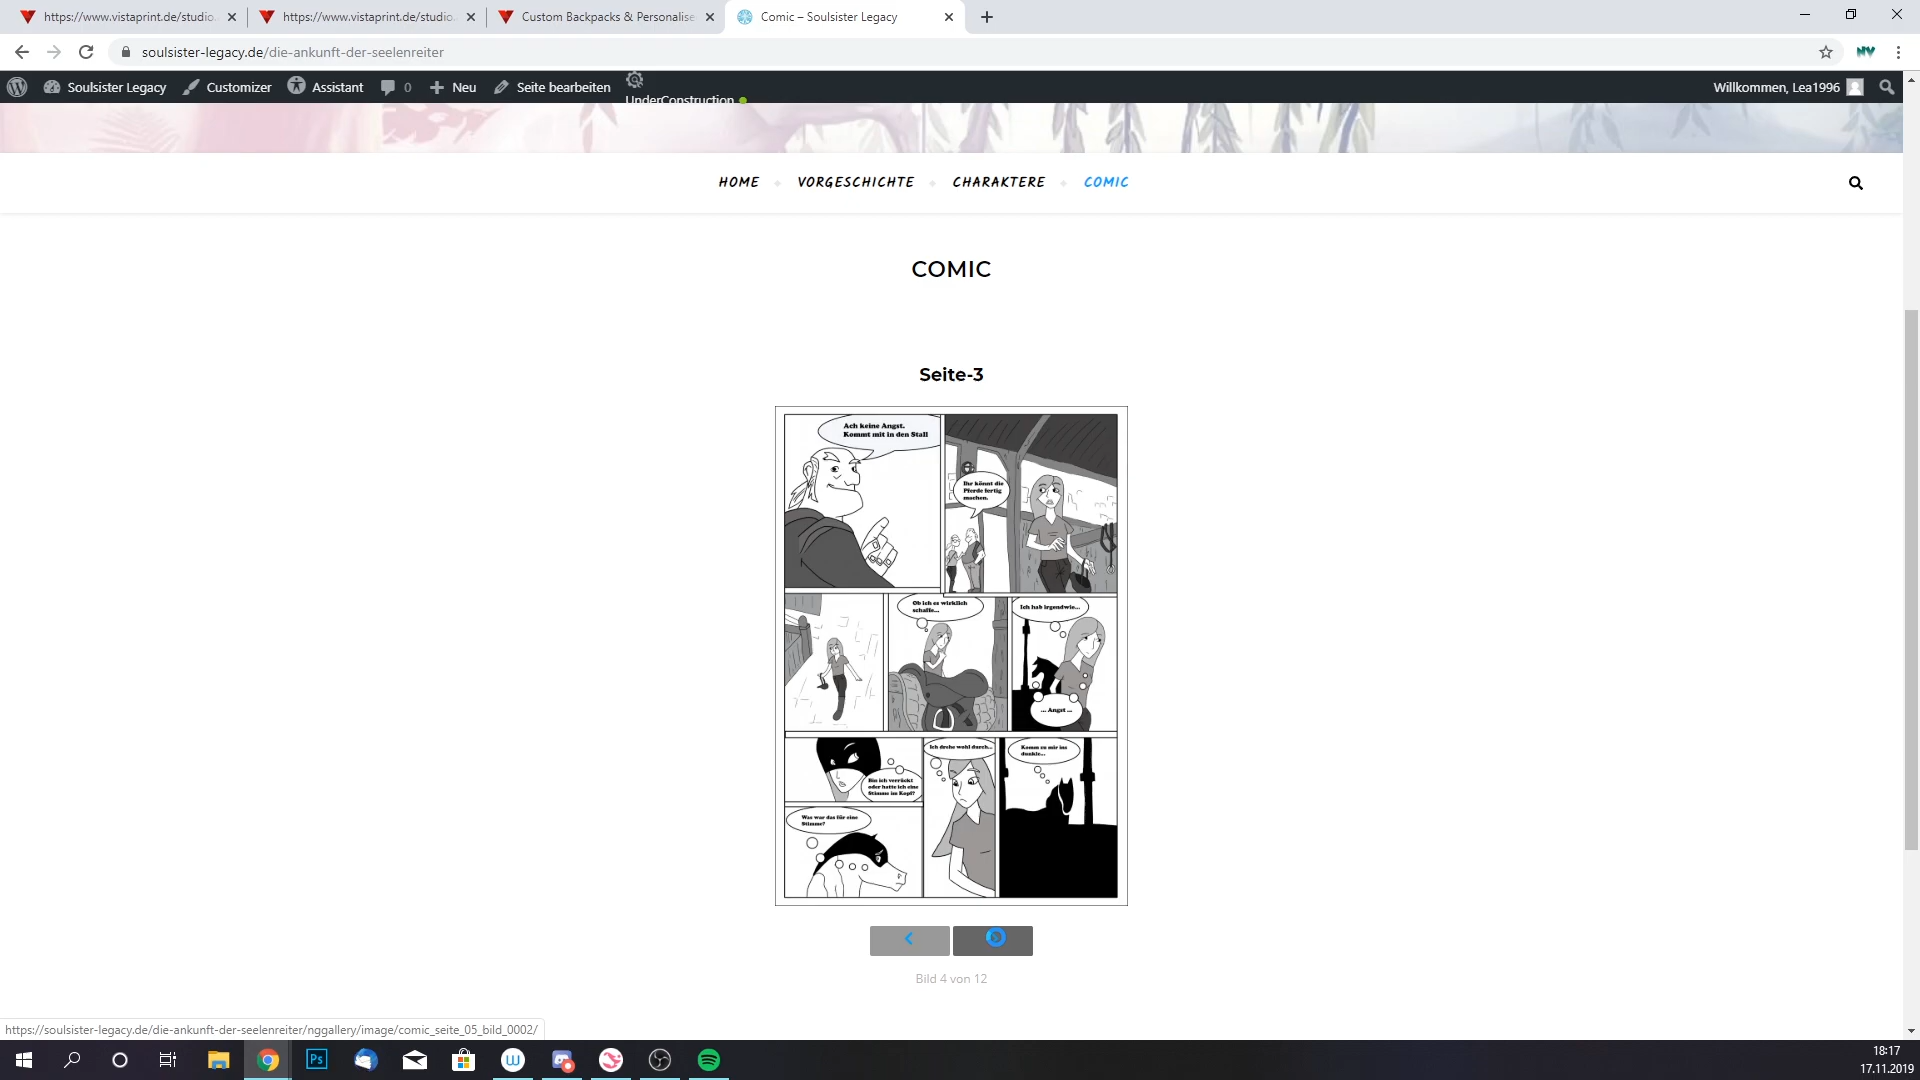 https://www.vistaprint.de/studio.
https://www.vistaprint.de/studio.
Custom Backpacks & Personalise
Comic – Soulsister Legacy
soulsister-legacy.de/die-ankunft-der-seelenreiter
Soulsister Legacy
Customizer
Assistant
0
Neu
Seite bearbeiten
UnderConstruction
Willkommen, Lea1996
HOME
VORGESCHICHTE
CHARAKTERE
COMIC
COMIC
Seite-3
Ach keine Angst.
Kommt mit in den Stall
Ihr könnt die
Pferde fertig
machen.
Ob ich es wirklich
schaffe...
Ich hab irgendwie...
... Angst ...
Bin ich verrückt
oder hatte ich eine
Stimme im Kopf?
Ich drehe wohl durch...
Komm zu mir ins
dunkle...
Was war das für eine
Stimme?
Bild 4 von 12
https://soulsister-legacy.de/die-ankunft-der-seelenreiter/nggallery/image/comic_seite_05_bild_0002/
Ps
W
18:17
17.11.2019